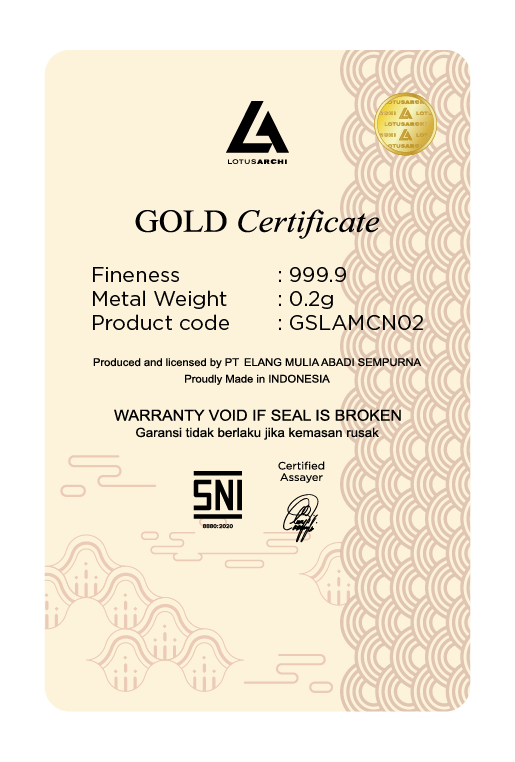 LOTUSARCHI
GOLD Certificate
Fineness : 999.9
Metal Weight : 0.2g
Product code : GSLAMCN02
Produced and licensed by PT ELANG MULIA ABADI SEMPURNA
Proudly Made in INDONESIA
WARRANTY VOID IF SEAL IS BROKEN
Garansi tidak berlaku jika kemasan rusak
SNI
8880:2020
Certified
Assayer